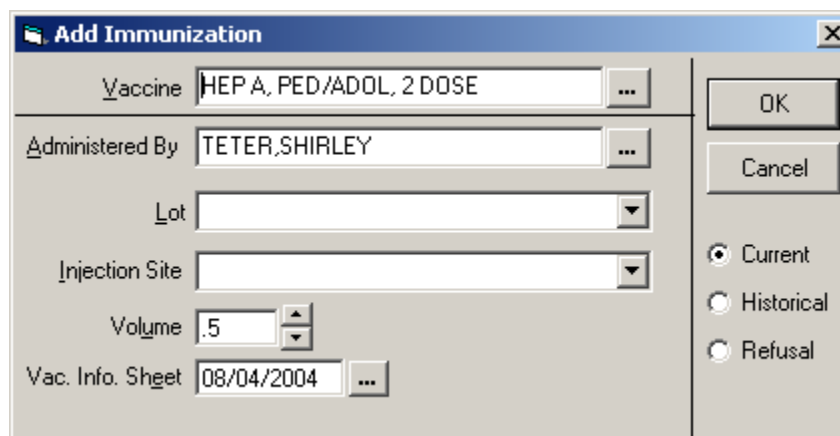 Add Immunization
Vaccine HEP A, PED/ADOL, 2 DOSE ...
OK
Administered By TETER,SHIRLEY ...
Cancel
Lot
Injection Site
Current
Historical
Refusal
Volume .5
Vac. Info. Sheet 08/04/2004 ...